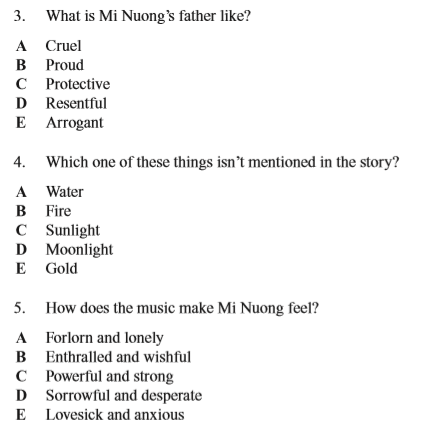 3. What is Mi Nuong's father like?
A Cruel
B Proud
C Protective
D Resentful
E Arrogant
4. Which one of these things isn't mentioned in the story?
A Water
B Fire
C Sunlight
D Moonlight
E Gold
5. How does the music make Mi Nuong feel?
A Forlorn and lonely
B Enthralled and wishful
C Powerful and strong
D Sorrowful and desperate
E Lovesick and anxious